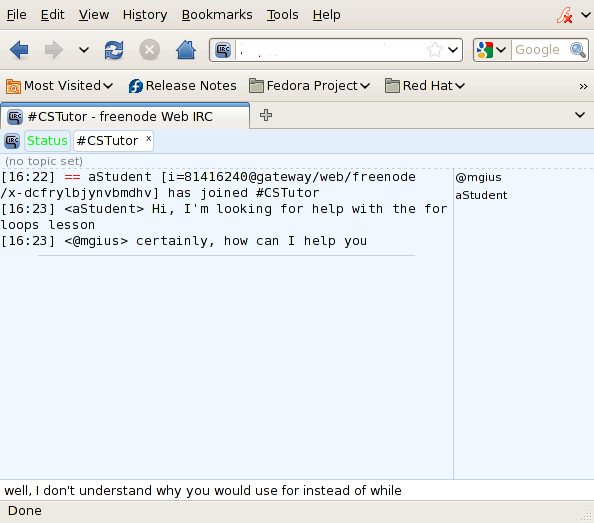 File Edit View History Bookmarks Tools Help
IRC Google
Most Visited Release Notes Fedora Project Red Hat »
IRC #CSTutor - freenode Web IRC
IRC Status #CSTutor x
(no topic set)
[16:22] == aStudent [i=81416240@gateway/web/freenode
/x-dcfrylbjynvbmdhv] has joined #CSTutor
[16:23] <aStudent> Hi, I'm looking for help with the for
loops lesson
[16:23] <@mgius> certainly, how can I help you
@mgius
aStudent
well, I don't understand why you would use for instead of while
Done